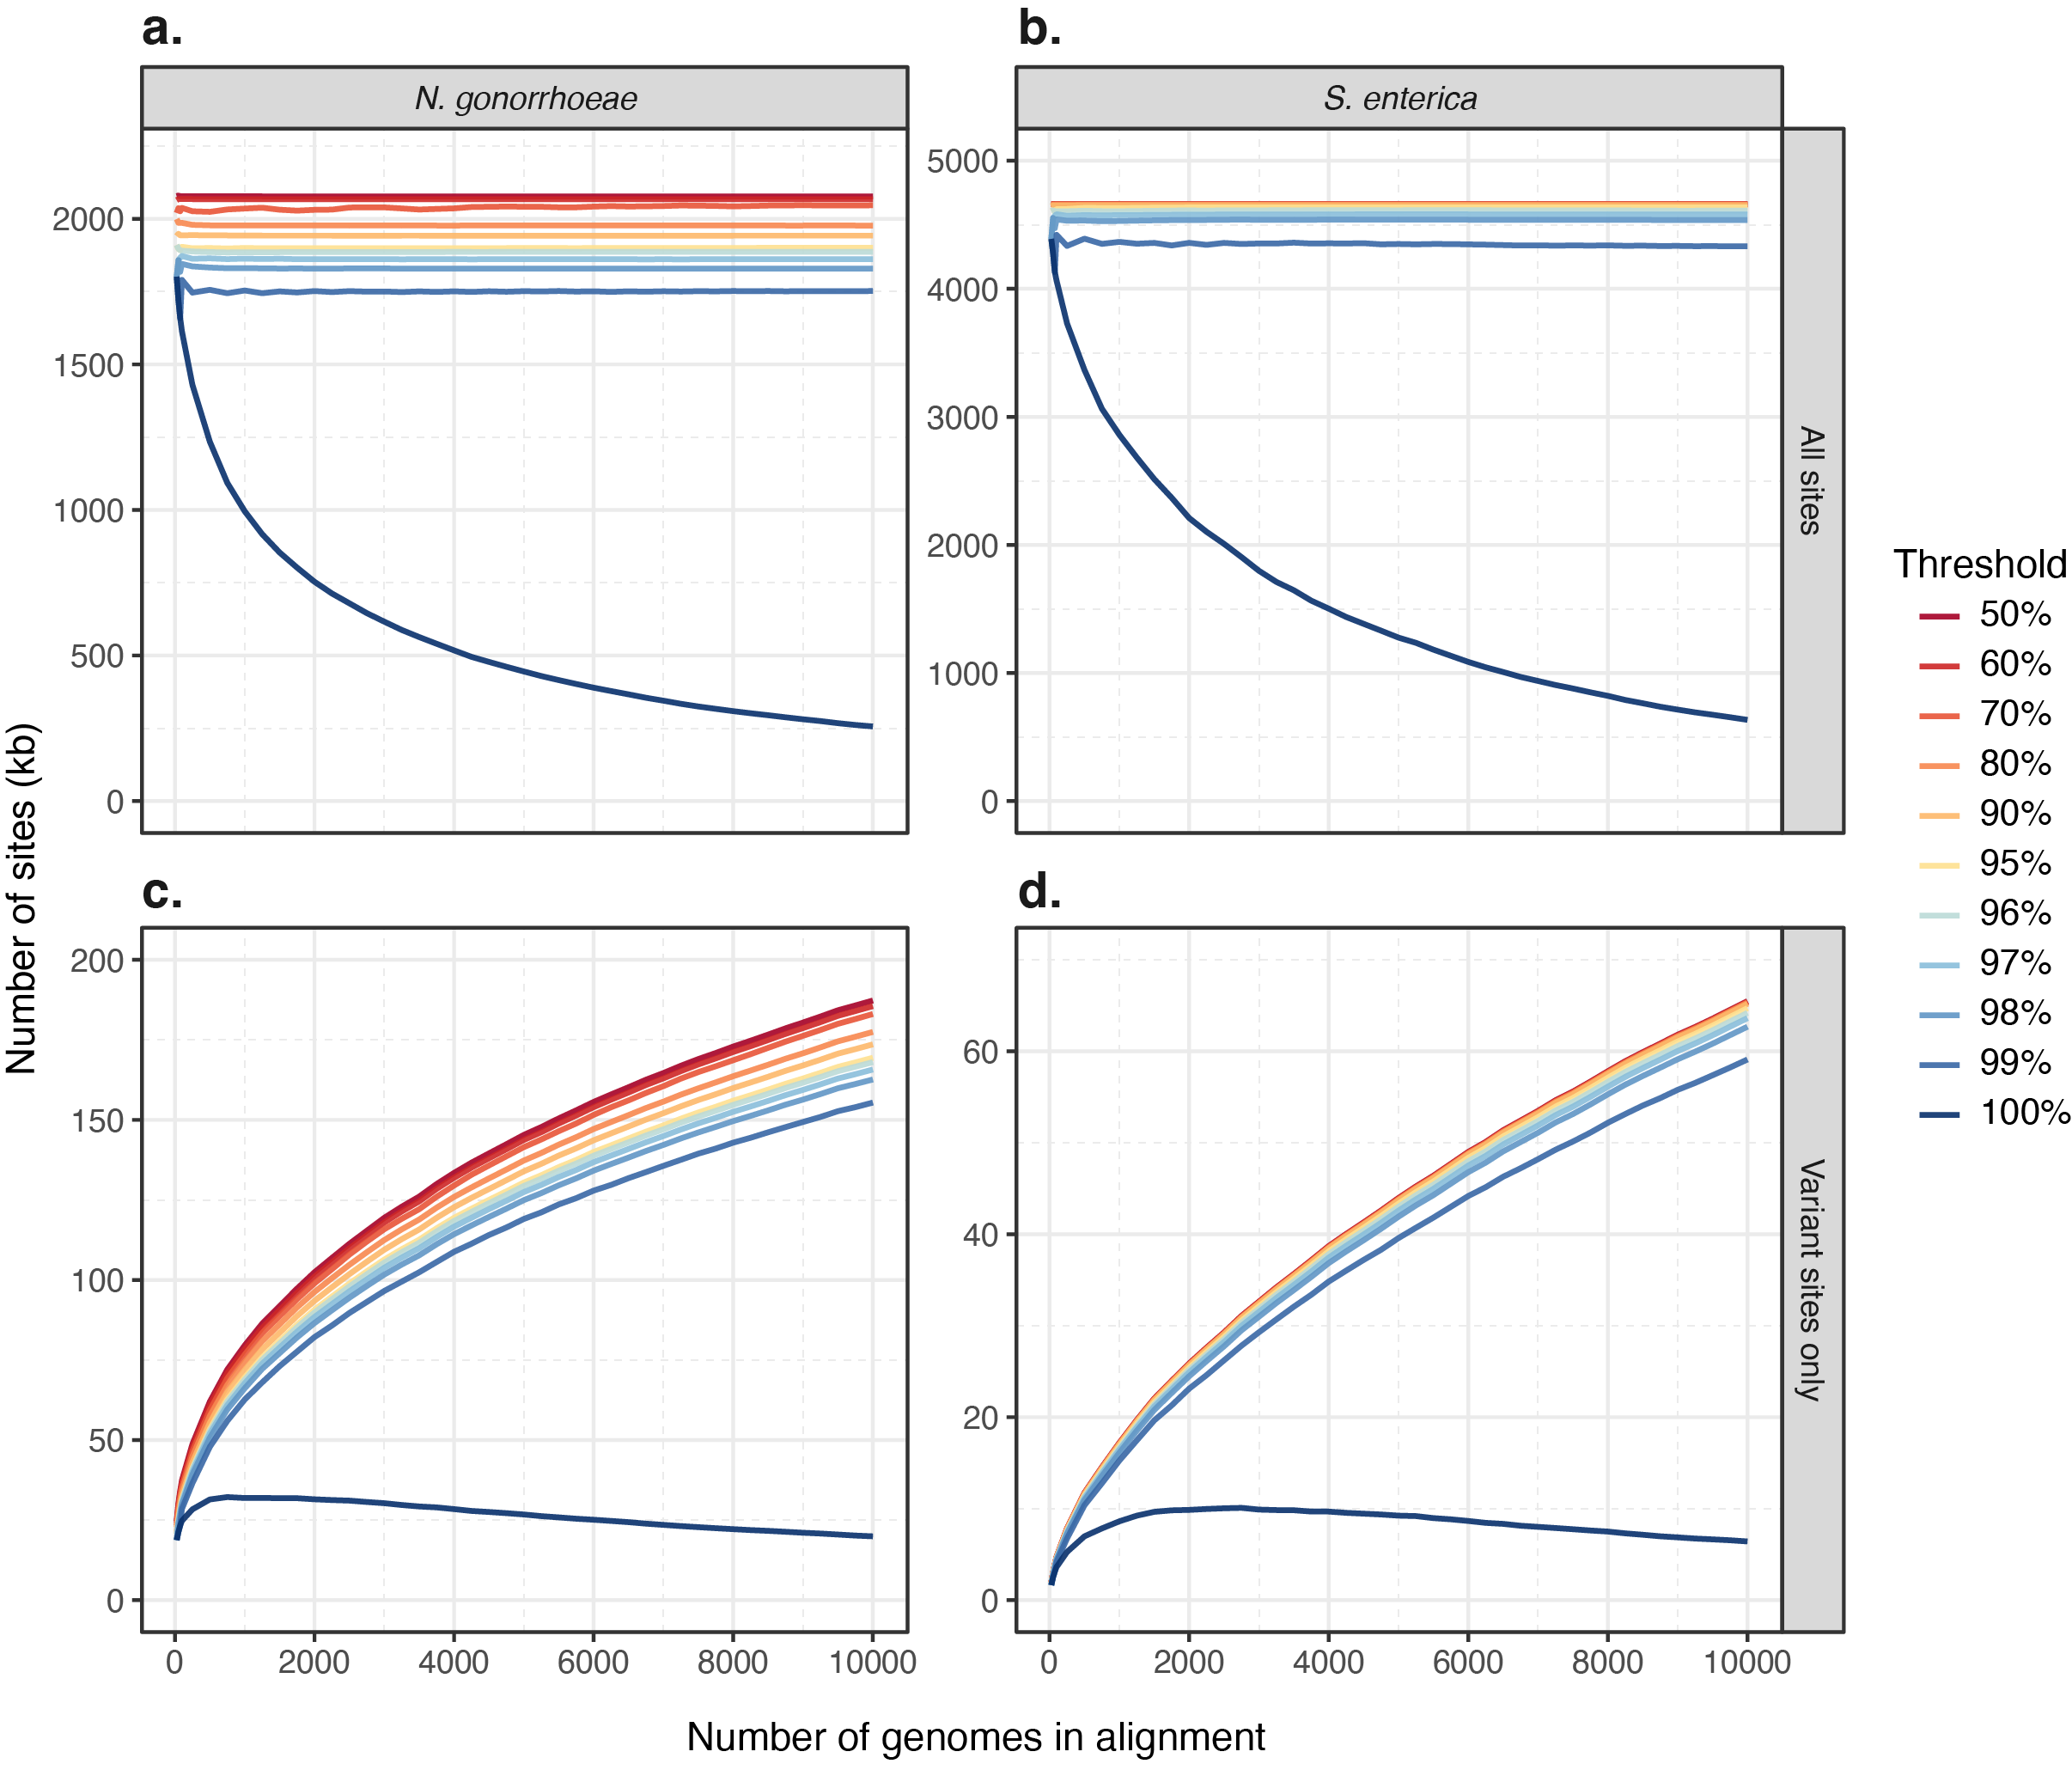 a.
b.
N. gonorrhoeae
S. enterica
2000
1500
1000
500
0
5000
4000
3000
2000
1000
0
All sites
Number of sites (kb)
c.
d.
200
150
100
50
0
60
40
20
0
Variant sites only
0 2000 4000 6000 8000 10000
0 2000 4000 6000 8000 10000
Number of genomes in alignment
Threshold
50%
60%
70%
80%
90%
95%
96%
97%
98%
99%
100%